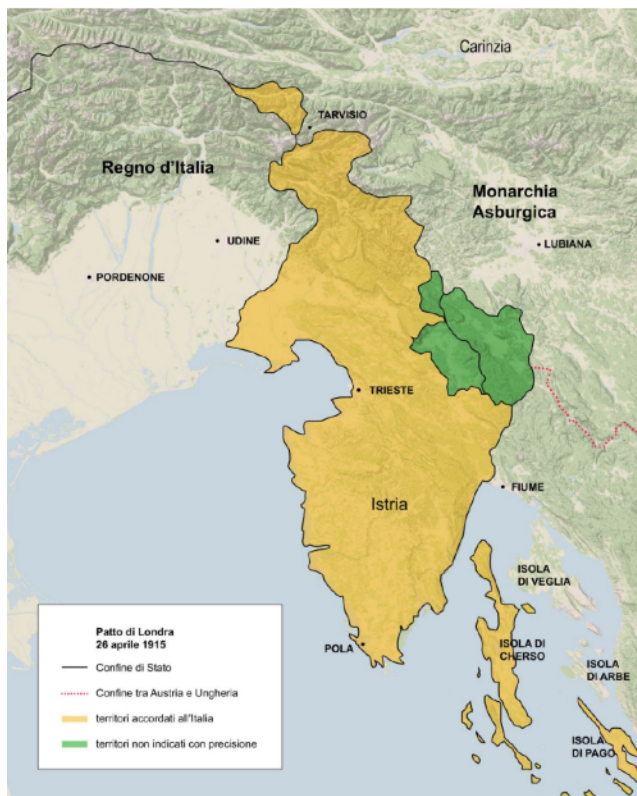 Carinzia
TARVISIO
Regno d'Italia
Monarchia
Asburgica
UDINE
LUBIANA
PORDENONE
TRIESTE
Istria
FIUME
ISOLA
DI VEGLIA
POLA
ISOLA DI
CHERSO
ISOLA
DI ARBE
ISOLA
DI PAGO
Patto di Londra
26 aprile 1915
Confine di Stato
Confine tra Austria e Ungheria
territori accordati all'Italia
territori non indicati con precisione